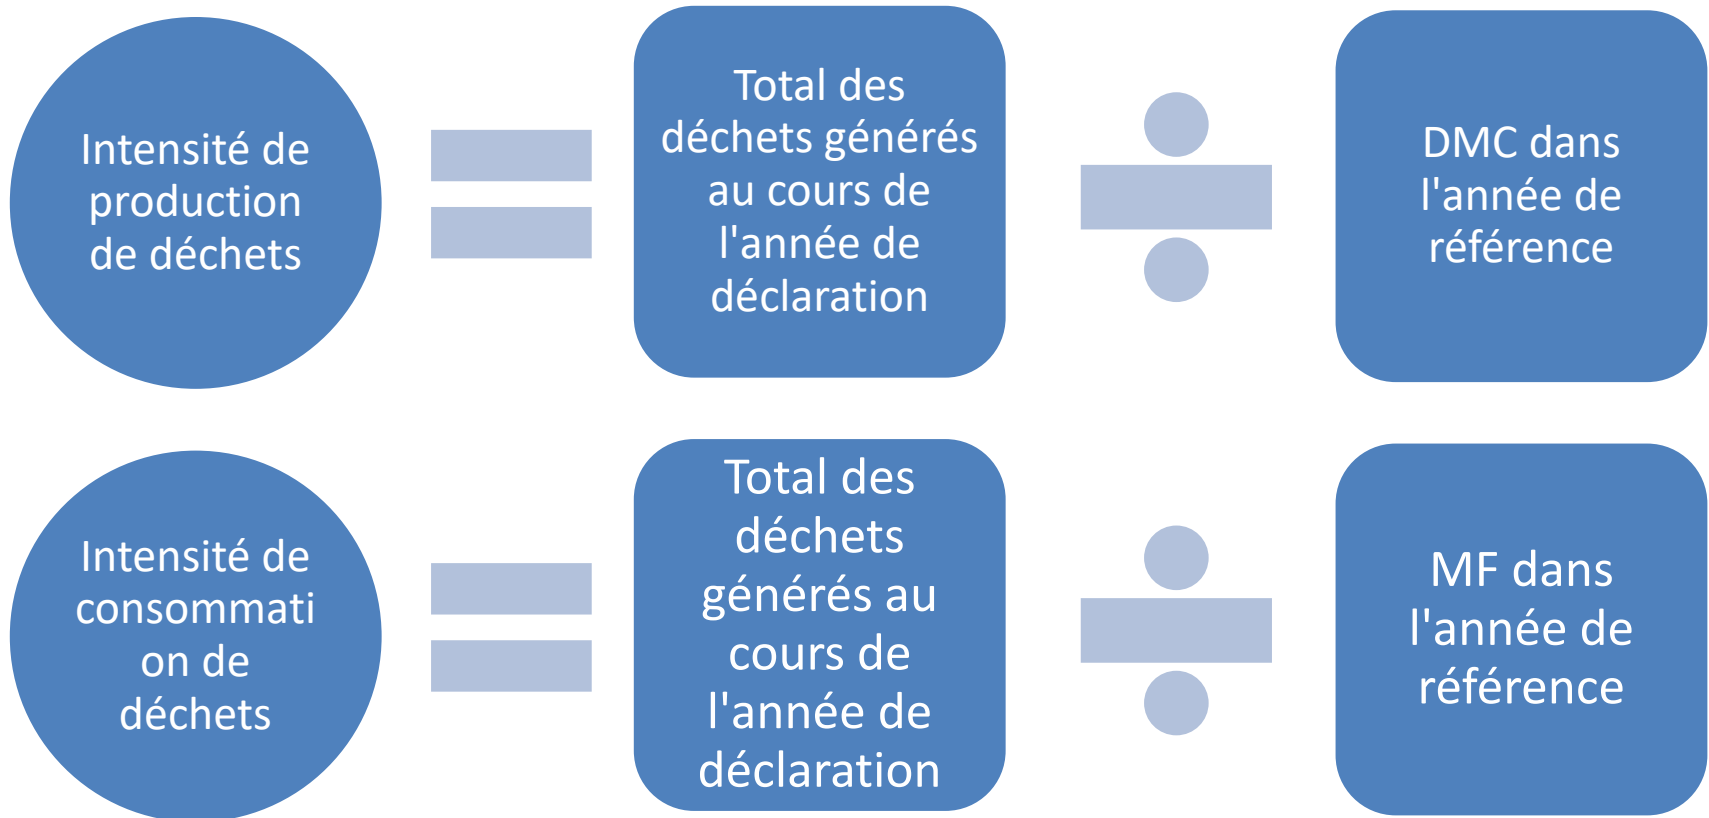 Intensité de
production
de déchets
Total des
déchets générés
au cours de
l'année de
déclaration
DMC dans
l'année de
référence
Intensité de
consommati
on de
déchets
Total des
déchets
générés au
cours de
l'année de
déclaration
MF dans
l'année de
référence